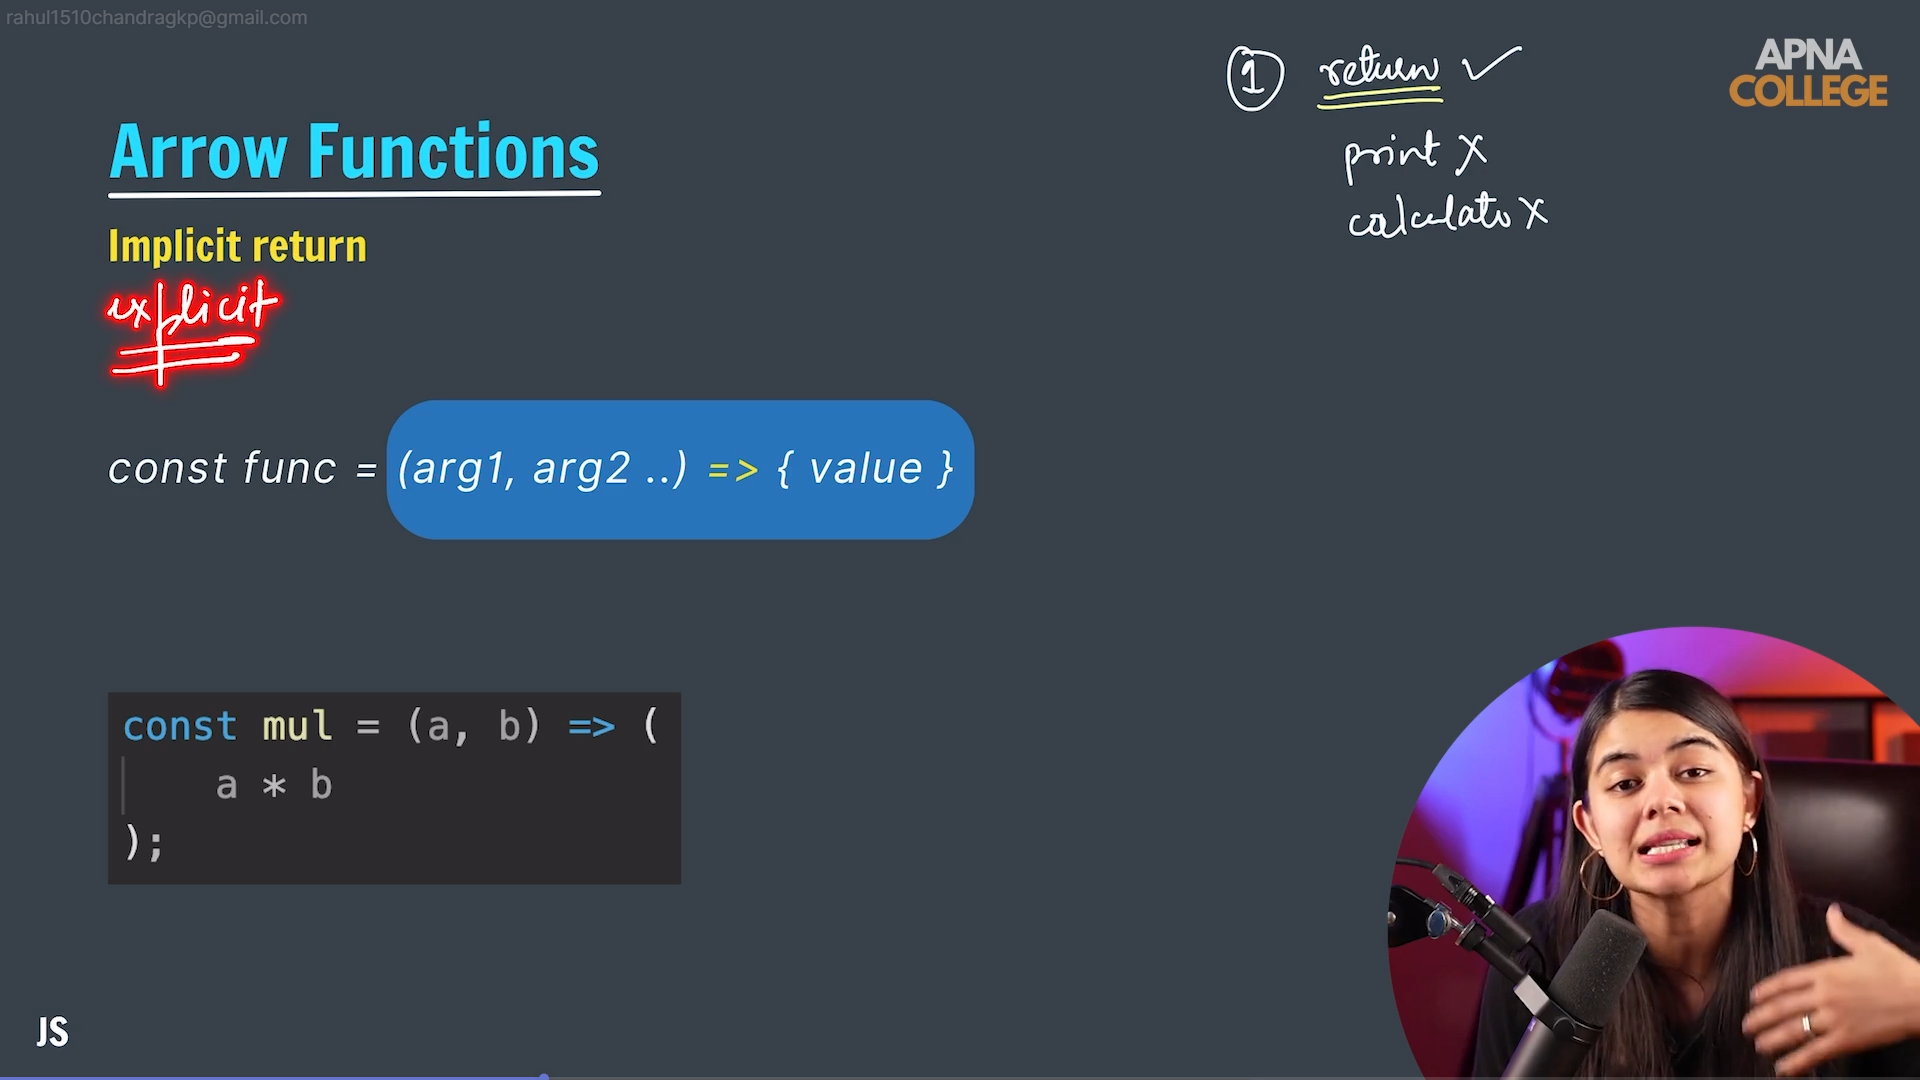 rahul1510chandragkp@gmail.com
APNA
COLLEGE
① return ✓
print X
calculate X
Arrow Functions
Implicit return
explicit
const func = (arg1, arg2 ..) => { value }
const mul = (a, b) => (
a * b
);
JS